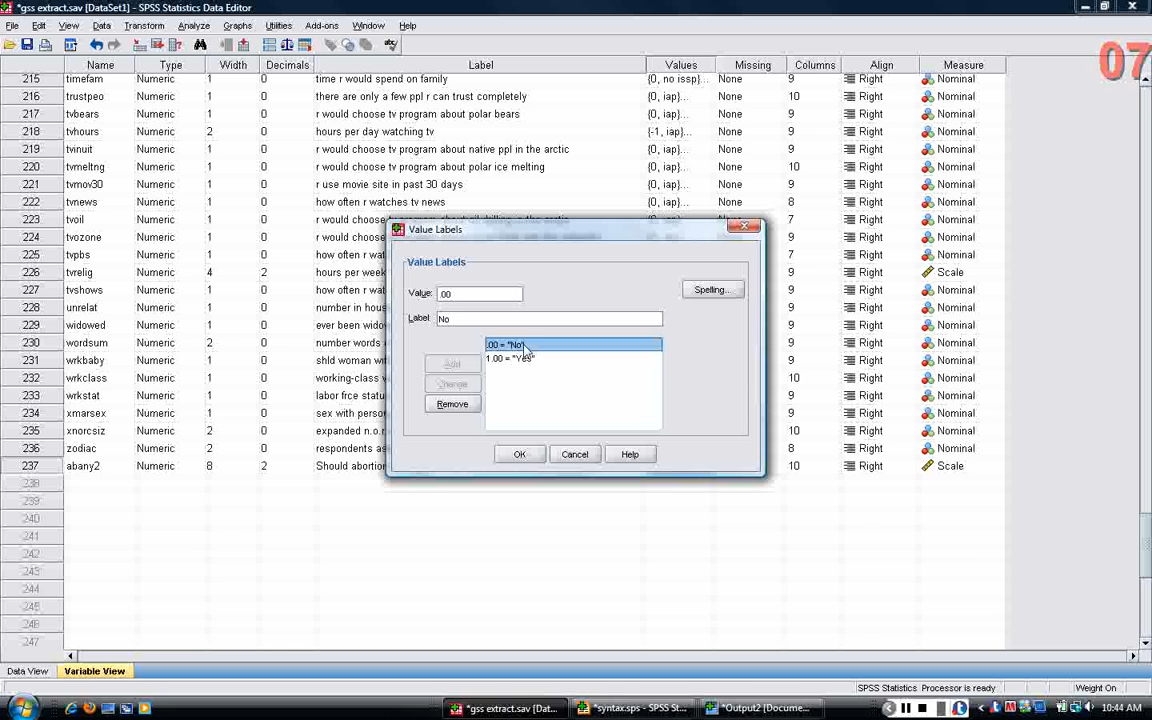 *gss extract.sav [DataSet1] - SPSS Statistics Data Editor
File Edit View Data Transform Analyze Graphs Utilities Add-ons Window Help
07
Name Type Width Decimals Label Values Missing Columns Align Measure
215 timefam Numeric 1 0 time r would spend on family {0, no issp}... None 9 Right Nominal
216 trustpeo Numeric 1 0 there are only a few ppl r can trust completely {0, iap}... None 10 Right Nominal
217 tvbears Numeric 1 0 r would choose tv program about polar bears {0, iap}... None 9 Right Nominal
218 tvhours Numeric 2 0 hours per day watching tv {-1, iap}... None 9 Right Nominal
219 tvinuit Numeric 1 0 r would choose tv program about native ppl in the arctic {0, iap}... None 9 Right Nominal
220 tvmeltng Numeric 1 0 r would choose tv program about polar ice melting {0, iap}... None 10 Right Nominal
221 tvmov30 Numeric 1 0 r use movie site in past 30 days {0, iap}... None 9 Right Nominal
222 tvnews Numeric 1 0 how often r watches tv news {0, iap}... None 8 Right Nominal
223 tvoil Numeric 1 0 r would choose tv program 7 Right Nominal
224 tvozone Numeric 1 0 r would choose 9 Right Nominal
225 tvpbs Numeric 1 0 how often r w 7 Right Nominal
226 tvrelig Numeric 4 2 hours per week 9 Right Scale
227 tvshows Numeric 1 0 how often r w 9 Right Nominal
228 unrelat Numeric 1 0 number in hous 9 Right Nominal
229 widowed Numeric 1 0 ever been widow 9 Right Nominal
230 wordsum Numeric 2 0 number words 9 Right Nominal
231 wrkbaby Numeric 1 0 shld woman wi 9 Right Nominal
232 wrkclass Numeric 1 0 working-class 10 Right Nominal
233 wrkstat Numeric 1 0 labor frce statu 9 Right Nominal
234 xmarsex Numeric 1 0 sex with person 9 Right Nominal
235 xnorcsiz Numeric 2 0 expanded n.o.r 10 Right Nominal
236 zodiac Numeric 2 0 respondents as 8 Right Nominal
237 abany2 Numeric 8 2 Should abortion 10 Right Scale
238
239
240
241
242
243
244
245
246
247
Value Labels
Value Labels
Value: .00 Spelling...
Label: No
.00 = "No"
1.00 = "Yes"
Add
Change
Remove
OK Cancel Help
Data View Variable View
SPSS Statistics Processor is ready Weight On
*gss extract.sav [Dat... *syntax.sps - SPSS St... *Output2 [Docume... 10:44 AM